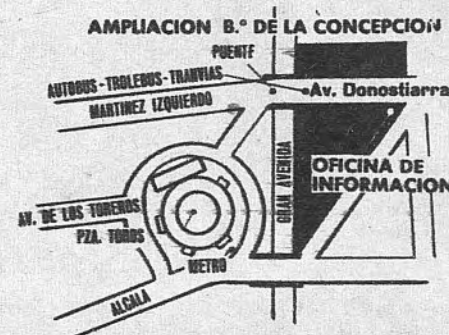 AMPLIACION B.º DE LA CONCEPCION
PUENTE
AUTOBUS-TROLEBUS-TRANVIAS
Av. Donostiarra
MARTINEZ IZQUIERDO
GRAN AVENIDA
OFICINA DE
INFORMACION
AV. DE LOS TOREROS
PZA. TOROS
METRO
ALCALA